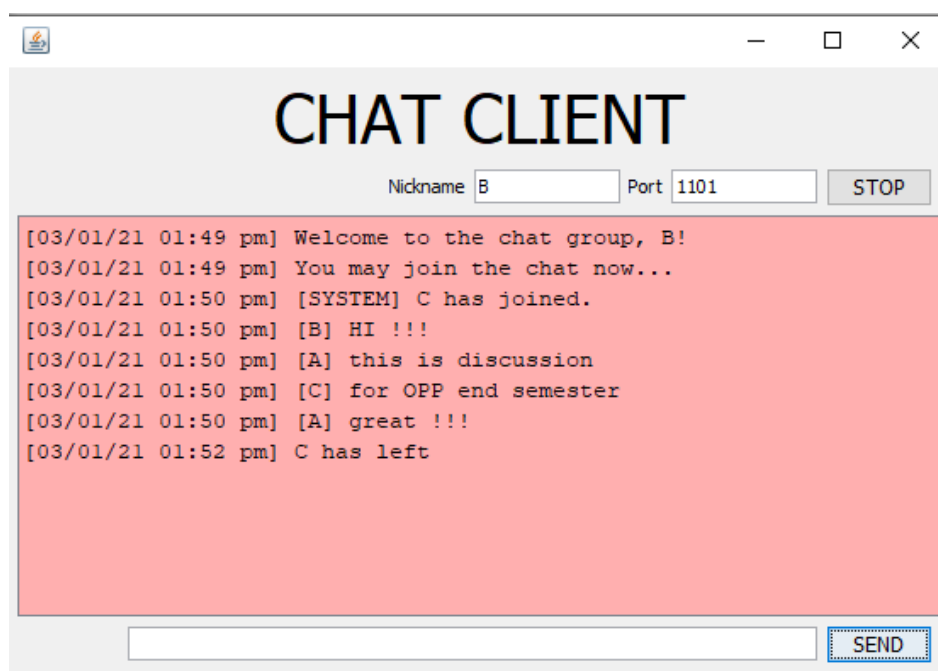 CHAT CLIENT
Nickname B Port 1101 STOP
[03/01/21 01:49 pm] Welcome to the chat group, B!
[03/01/21 01:49 pm] You may join the chat now...
[03/01/21 01:50 pm] [SYSTEM] C has joined.
[03/01/21 01:50 pm] [B] HI !!!
[03/01/21 01:50 pm] [A] this is discussion
[03/01/21 01:50 pm] [C] for OPP end semester
[03/01/21 01:50 pm] [A] great !!!
[03/01/21 01:52 pm] C has left
SEND